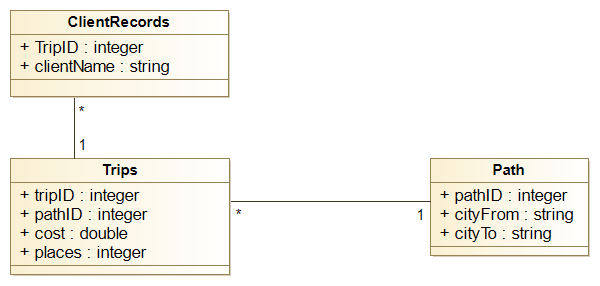 ClientRecords
+ TripID : integer
+ clientName : string
*
1
Trips
+ tripID : integer
+ pathID : integer
+ cost : double
+ places : integer
*
1
Path
+ pathID : integer
+ cityFrom : string
+ cityTo : string